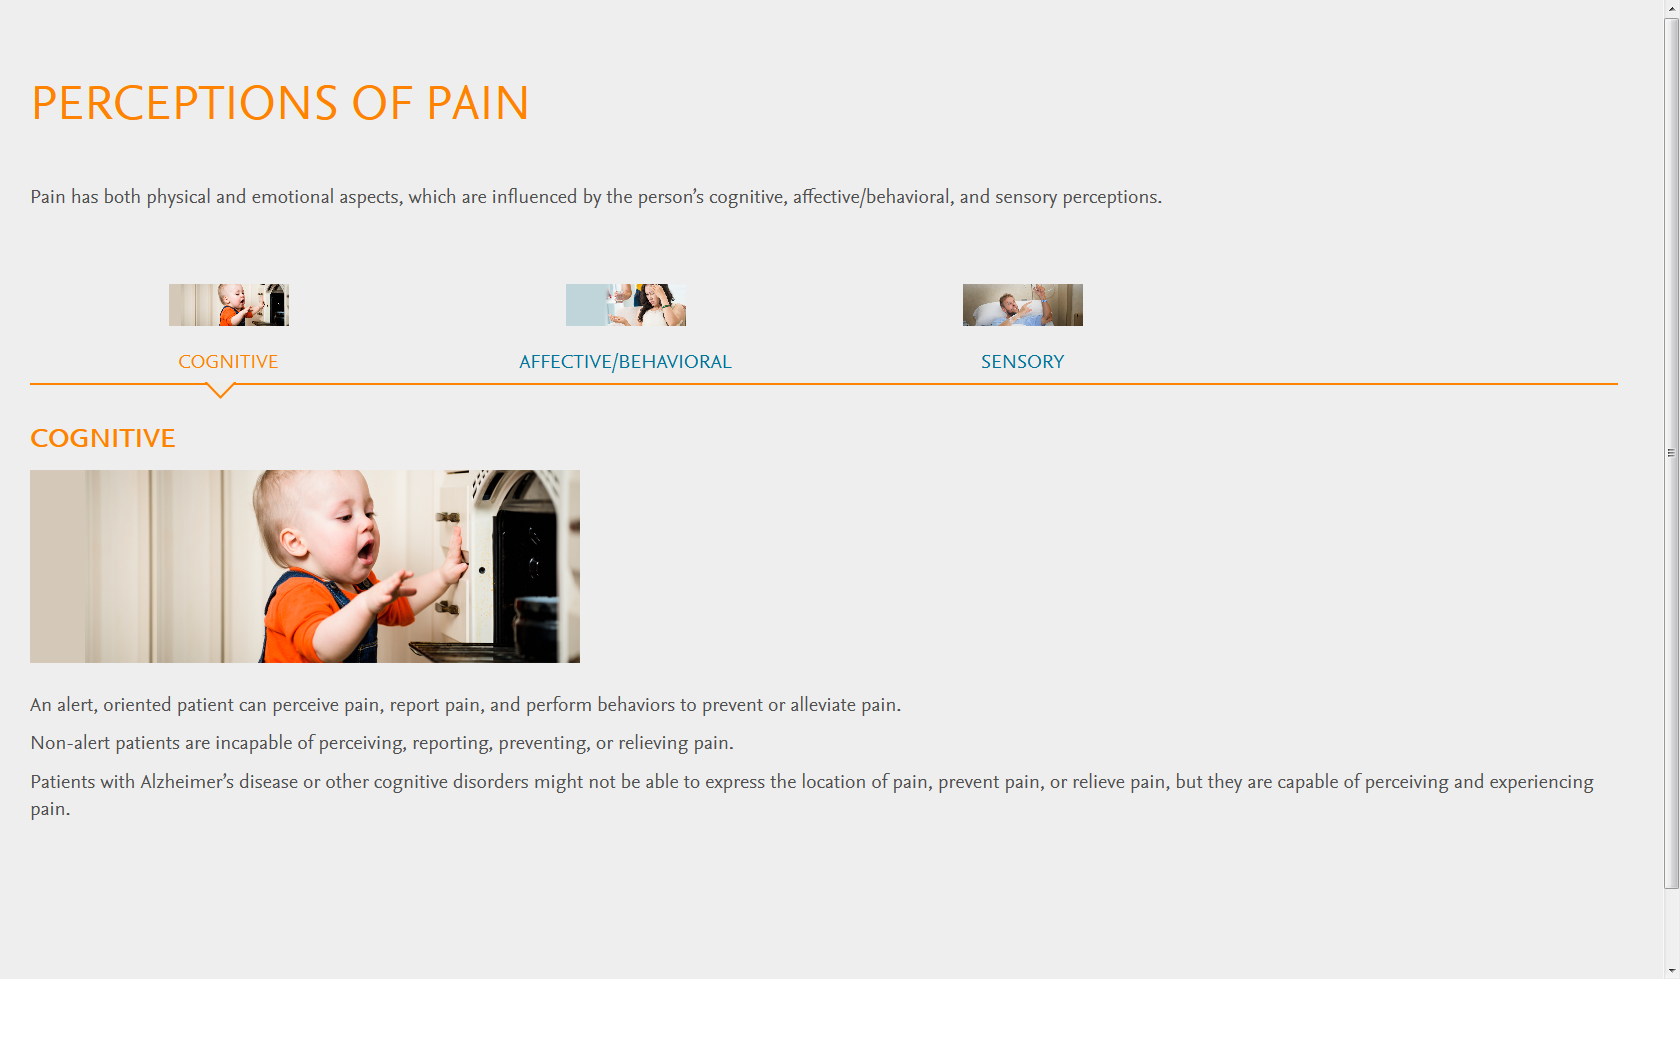 PERCEPTIONS OF PAIN
Pain has both physical and emotional aspects, which are influenced by the person’s cognitive, affective/behavioral, and sensory perceptions.
COGNITIVE
AFFECTIVE/BEHAVIORAL
SENSORY
COGNITIVE
An alert, oriented patient can perceive pain, report pain, and perform behaviors to prevent or alleviate pain.
Non-alert patients are incapable of perceiving, reporting, preventing, or relieving pain.
Patients with Alzheimer’s disease or other cognitive disorders might not be able to express the location of pain, prevent pain, or relieve pain, but they are capable of perceiving and experiencing
pain.